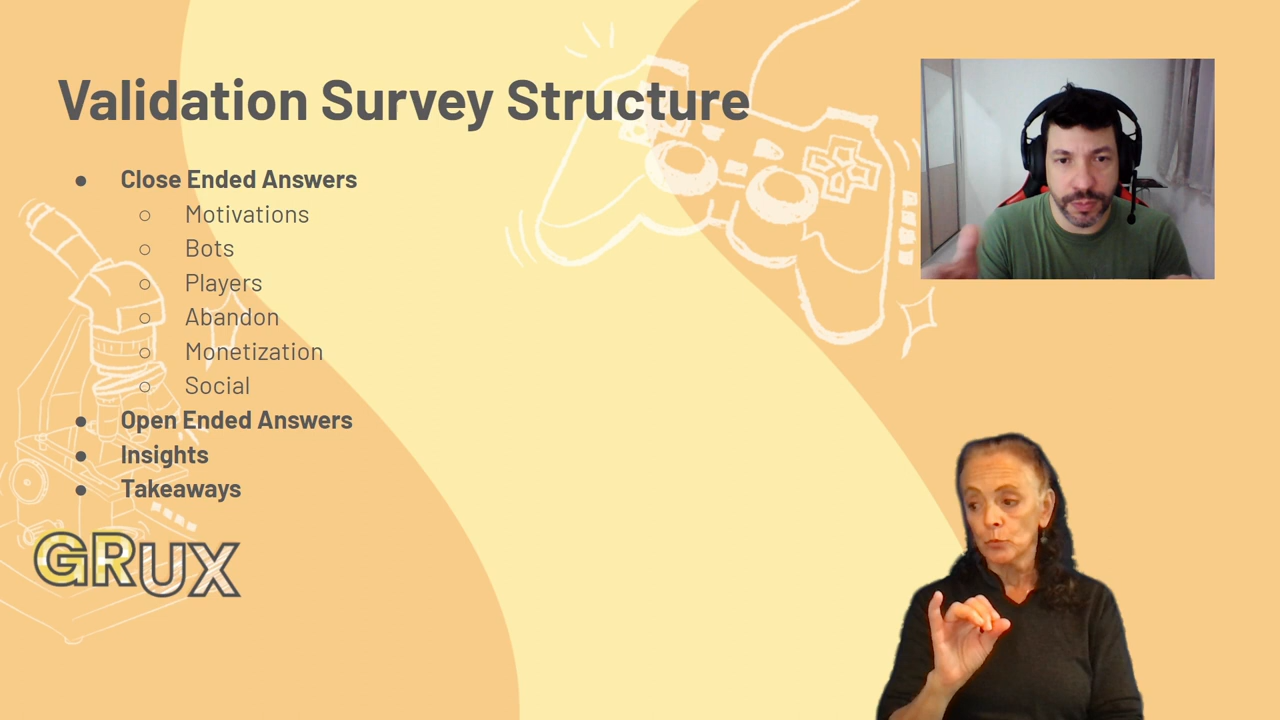 Validation Survey Structure
● Close Ended Answers
○ Motivations
○ Bots
○ Players
○ Abandon
○ Monetization
○ Social
● Open Ended Answers
● Insights
● Takeaways
GRUX